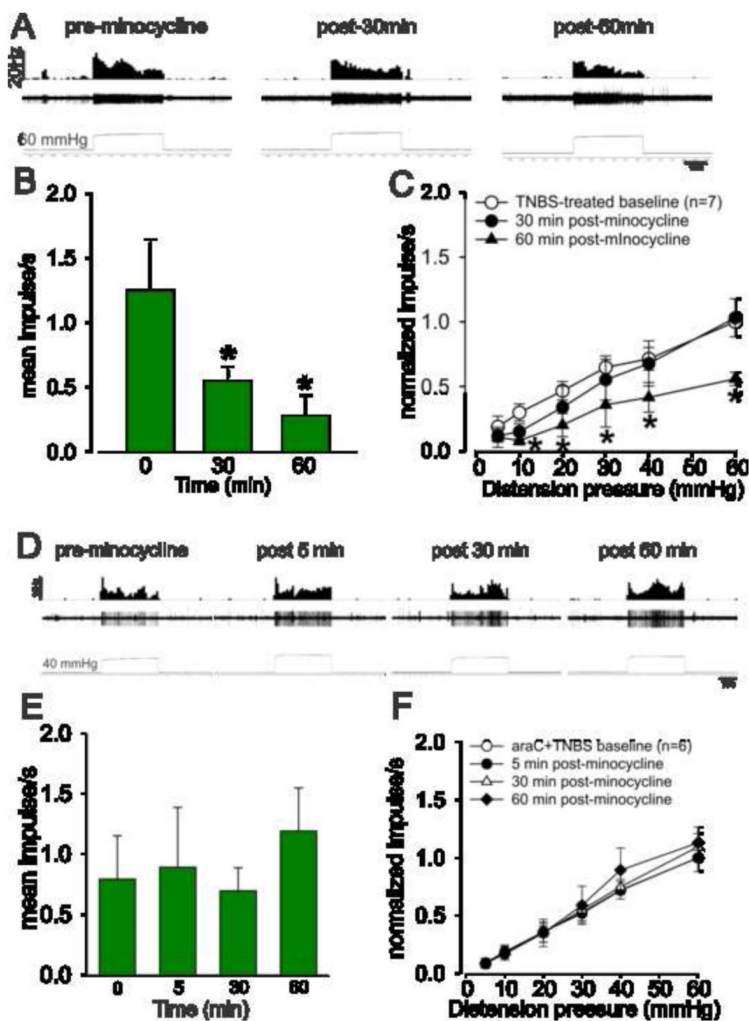 A
pre-minocycline
post-30min
post-60min
20Hz
60 mmHg
B
mean impulse/s
2.0
1.5
1.0
0.5
0.0
*
*
0
30
60
Time (min)
C
normalized impulse/s
2.0
1.5
1.0
0.5
0.0
TNBS-treated baseline (n=7)
30 min post-minocycline
60 min post-minocycline
*
*
*
*
*
0
10
20
30
40
50
60
Distension pressure (mmHg)
D
pre-minocycline
post 5 min
post 30 min
post 60 min
40 mmHg
E
mean impulse/s
2.0
1.5
1.0
0.5
0.0
0
5
30
60
Time (min)
F
normalized impulse/s
2.0
1.5
1.0
0.5
0.0
araC+TNBS baseline (n=6)
5 min post-minocycline
30 min post-minocycline
60 min post-minocycline
0
10
20
30
40
50
60
Distension pressure (mmHg)